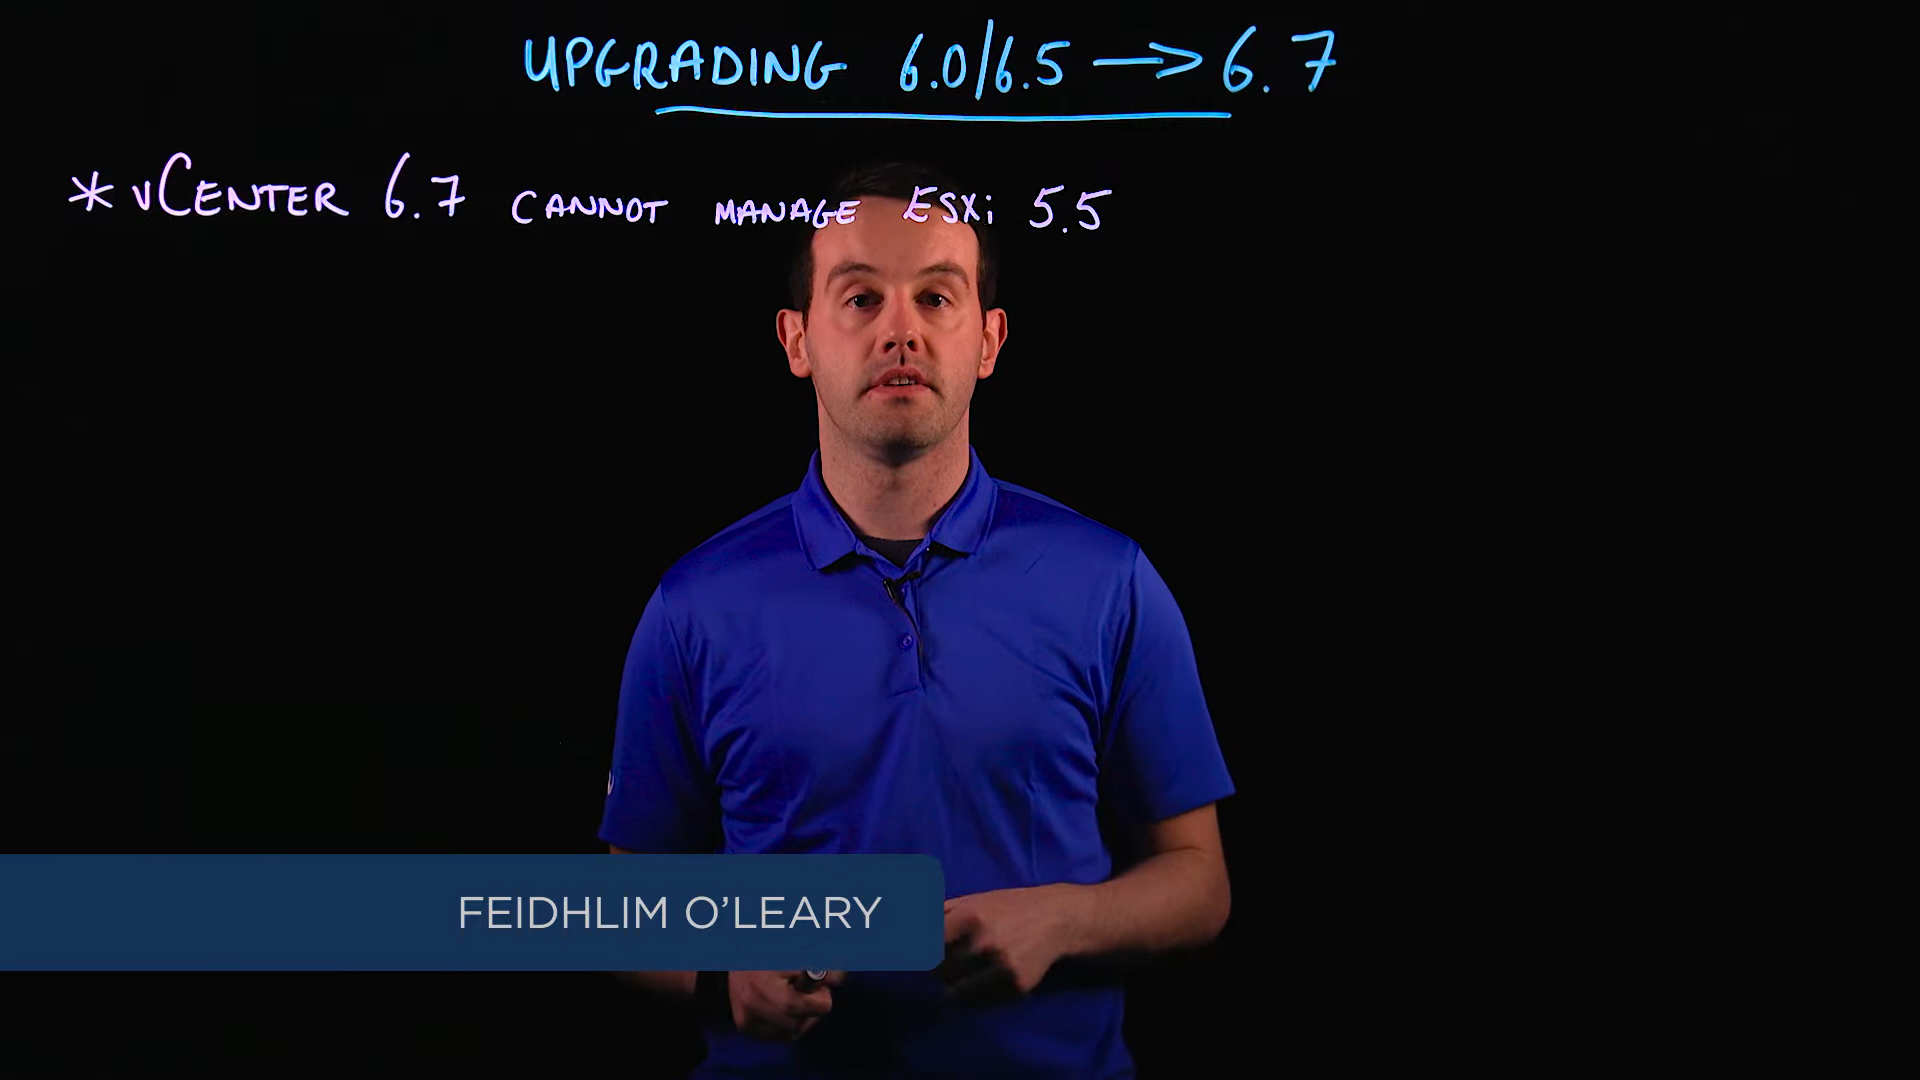 UPGRADING 6.0/6.5 → 6.7
* vCENTER 6.7 CANNOT MANAGE ESXi 5.5
FEIDHLIM O'LEARY